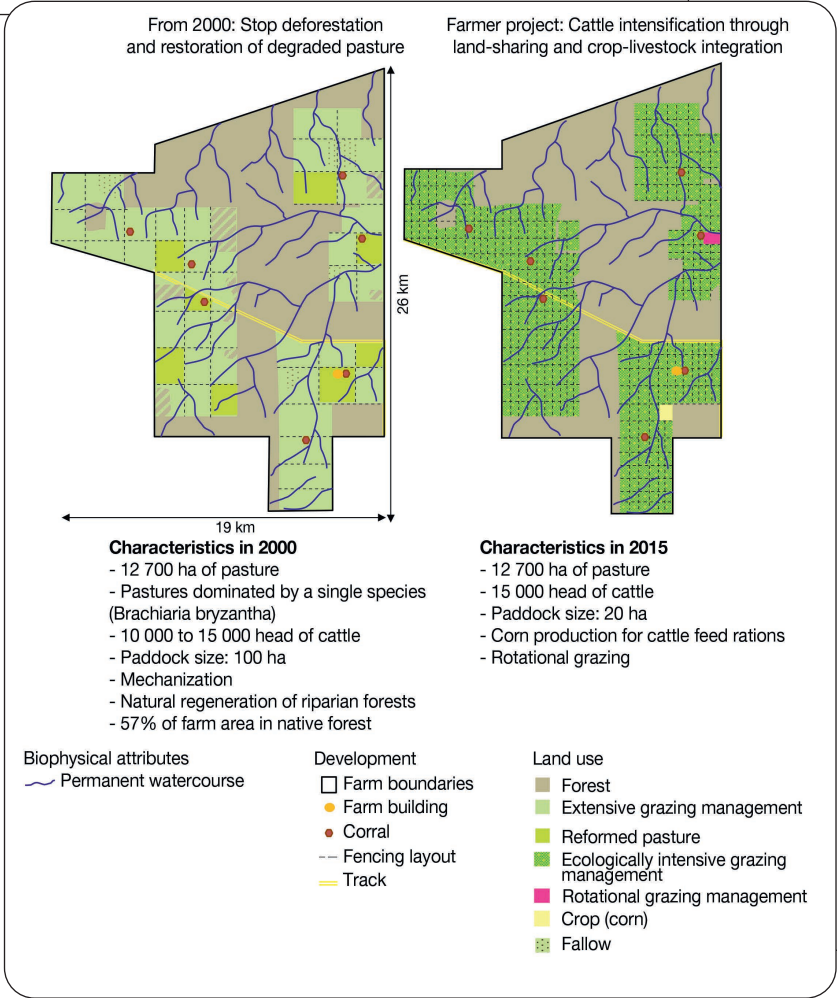 From 2000: Stop deforestation
and restoration of degraded pasture
Farmer project: Cattle intensification through
land-sharing and crop-livestock integration
26 km
19 km
Characteristics in 2000
- 12 700 ha of pasture
- Pastures dominated by a single species
(Brachiaria bryzantha)
- 10 000 to 15 000 head of cattle
- Paddock size: 100 ha
- Mechanization
- Natural regeneration of riparian forests
- 57% of farm area in native forest
Characteristics in 2015
- 12 700 ha of pasture
- 15 000 head of cattle
- Paddock size: 20 ha
- Corn production for cattle feed rations
- Rotational grazing
Biophysical attributes
Permanent watercourse
Development
Farm boundaries
Farm building
Corral
Fencing layout
Track
Land use
Forest
Extensive grazing management
Reformed pasture
Ecologically intensive grazing
management
Rotational grazing management
Crop (corn)
Fallow